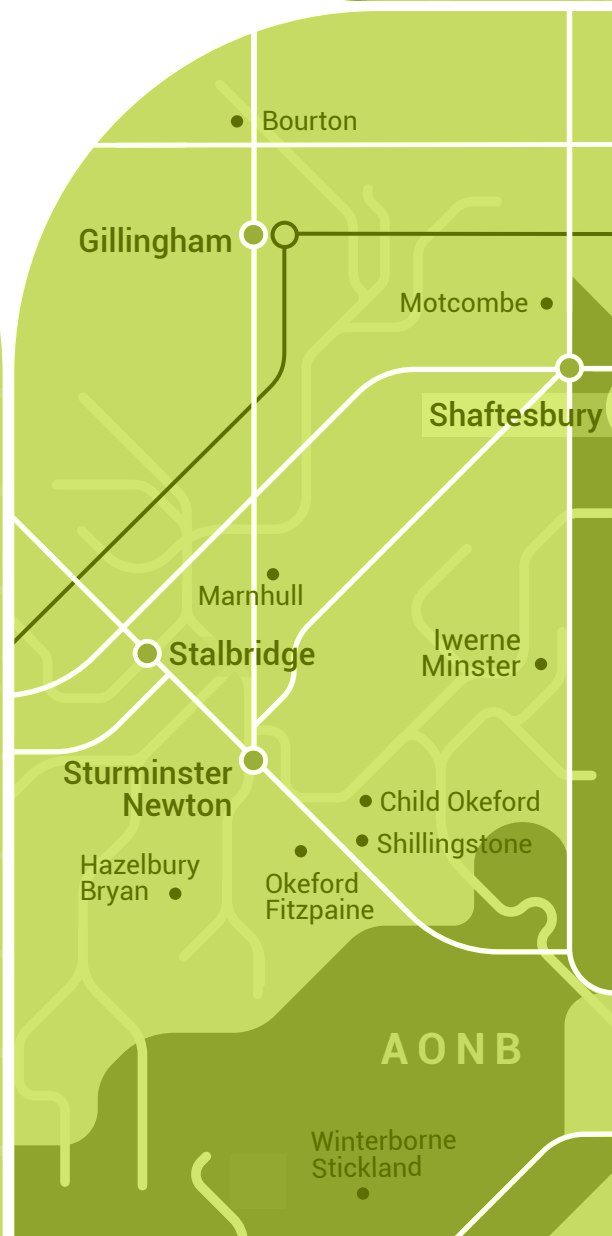 Bourton
Gillingham
Motcombe
Shaftesbury
Marnhull
Stalbridge
Iwerne
Minster
Sturminster
Newton
Child Okeford
Shillingstone
Hazelbury
Bryan
Okeford
Fitzpaine
AONB
Winterborne
Stickland